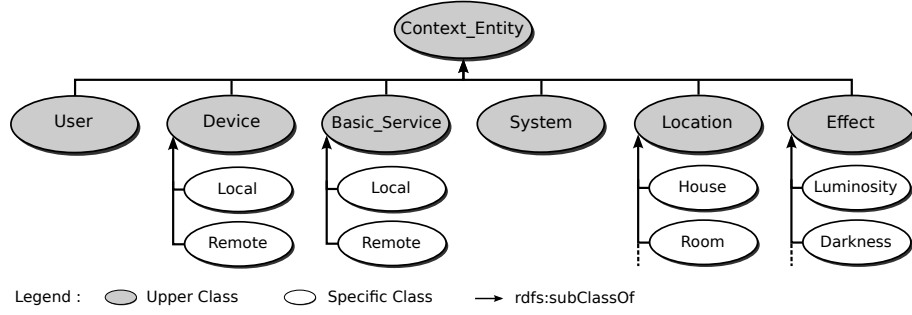 Context_Entity
User Device Basic_Service System Location Effect
Local Local House Luminosity
Remote Remote Room Darkness
Legend : Upper Class Specific Class rdfs:subClassOf